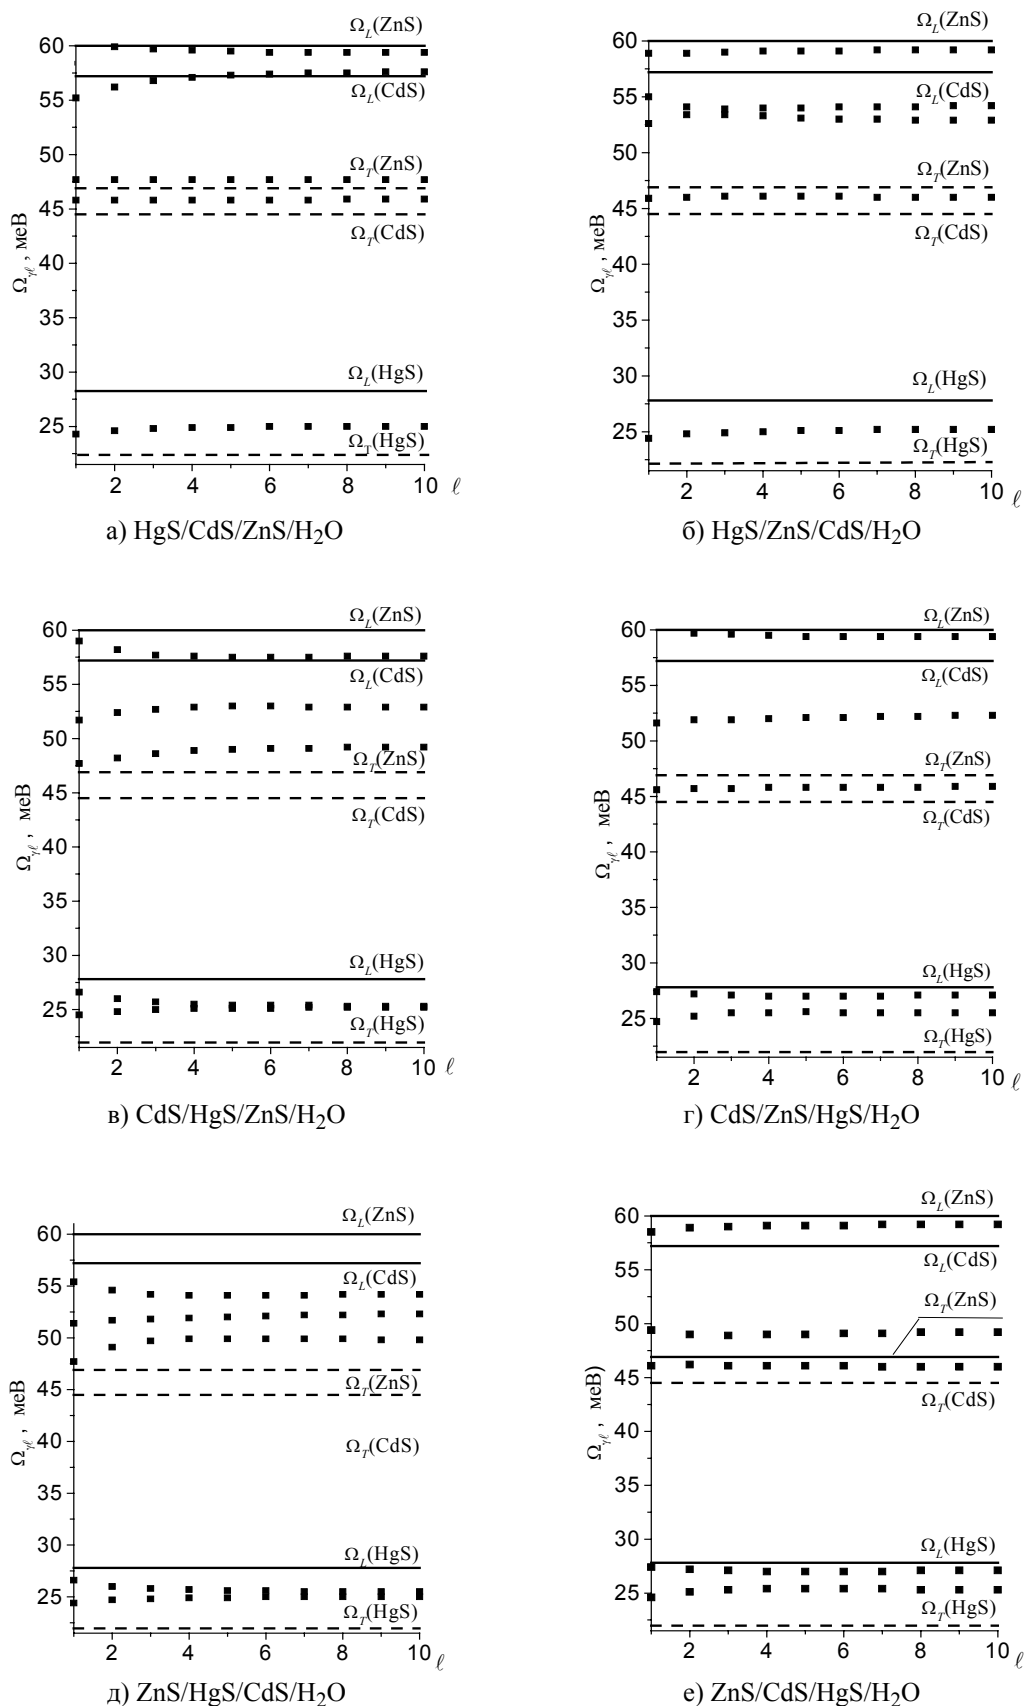 Ω_L(ZnS)
60
Ω_L(CdS)
55
50
Ω_T(ZnS)
45
Ω_T(CdS)
40
35
30
Ω_L(HgS)
25
Ω_T(HgS)
2 4 6 8 10 ℓ
Ω_γℓ, меВ
а) HgS/CdS/ZnS/H2O
Ω_L(ZnS)
60
55
Ω_L(CdS)
50
Ω_T(ZnS)
45
Ω_T(CdS)
40
35
30
Ω_L(HgS)
25
Ω_T(HgS)
2 4 6 8 10 ℓ
Ω_γℓ, меВ
б) HgS/ZnS/CdS/H2O
Ω_L(ZnS)
60
Ω_L(CdS)
55
50
Ω_T(ZnS)
45
Ω_T(CdS)
40
35
30
Ω_L(HgS)
25
Ω_T(HgS)
2 4 6 8 10 ℓ
Ω_γℓ, меВ
в) CdS/HgS/ZnS/H2O
Ω_L(ZnS)
60
Ω_L(CdS)
55
50
Ω_T(ZnS)
45
Ω_T(CdS)
40
35
30
Ω_L(HgS)
25
Ω_T(HgS)
2 4 6 8 10 ℓ
Ω_γℓ, меВ
г) CdS/ZnS/HgS/H2O
Ω_L(ZnS)
60
Ω_L(CdS)
55
50
Ω_T(ZnS)
45
Ω_T(CdS)
40
35
30
Ω_L(HgS)
25
Ω_T(HgS)
2 4 6 8 10 ℓ
Ω_γℓ, меВ
д) ZnS/HgS/CdS/H2O
Ω_L(ZnS)
60
Ω_L(CdS)
55
Ω_T(ZnS)
50
45
Ω_T(CdS)
40
35
30
Ω_L(HgS)
25
Ω_T(HgS)
2 4 6 8 10 ℓ
Ω_γℓ, меВ)
е) ZnS/CdS/HgS/H2O